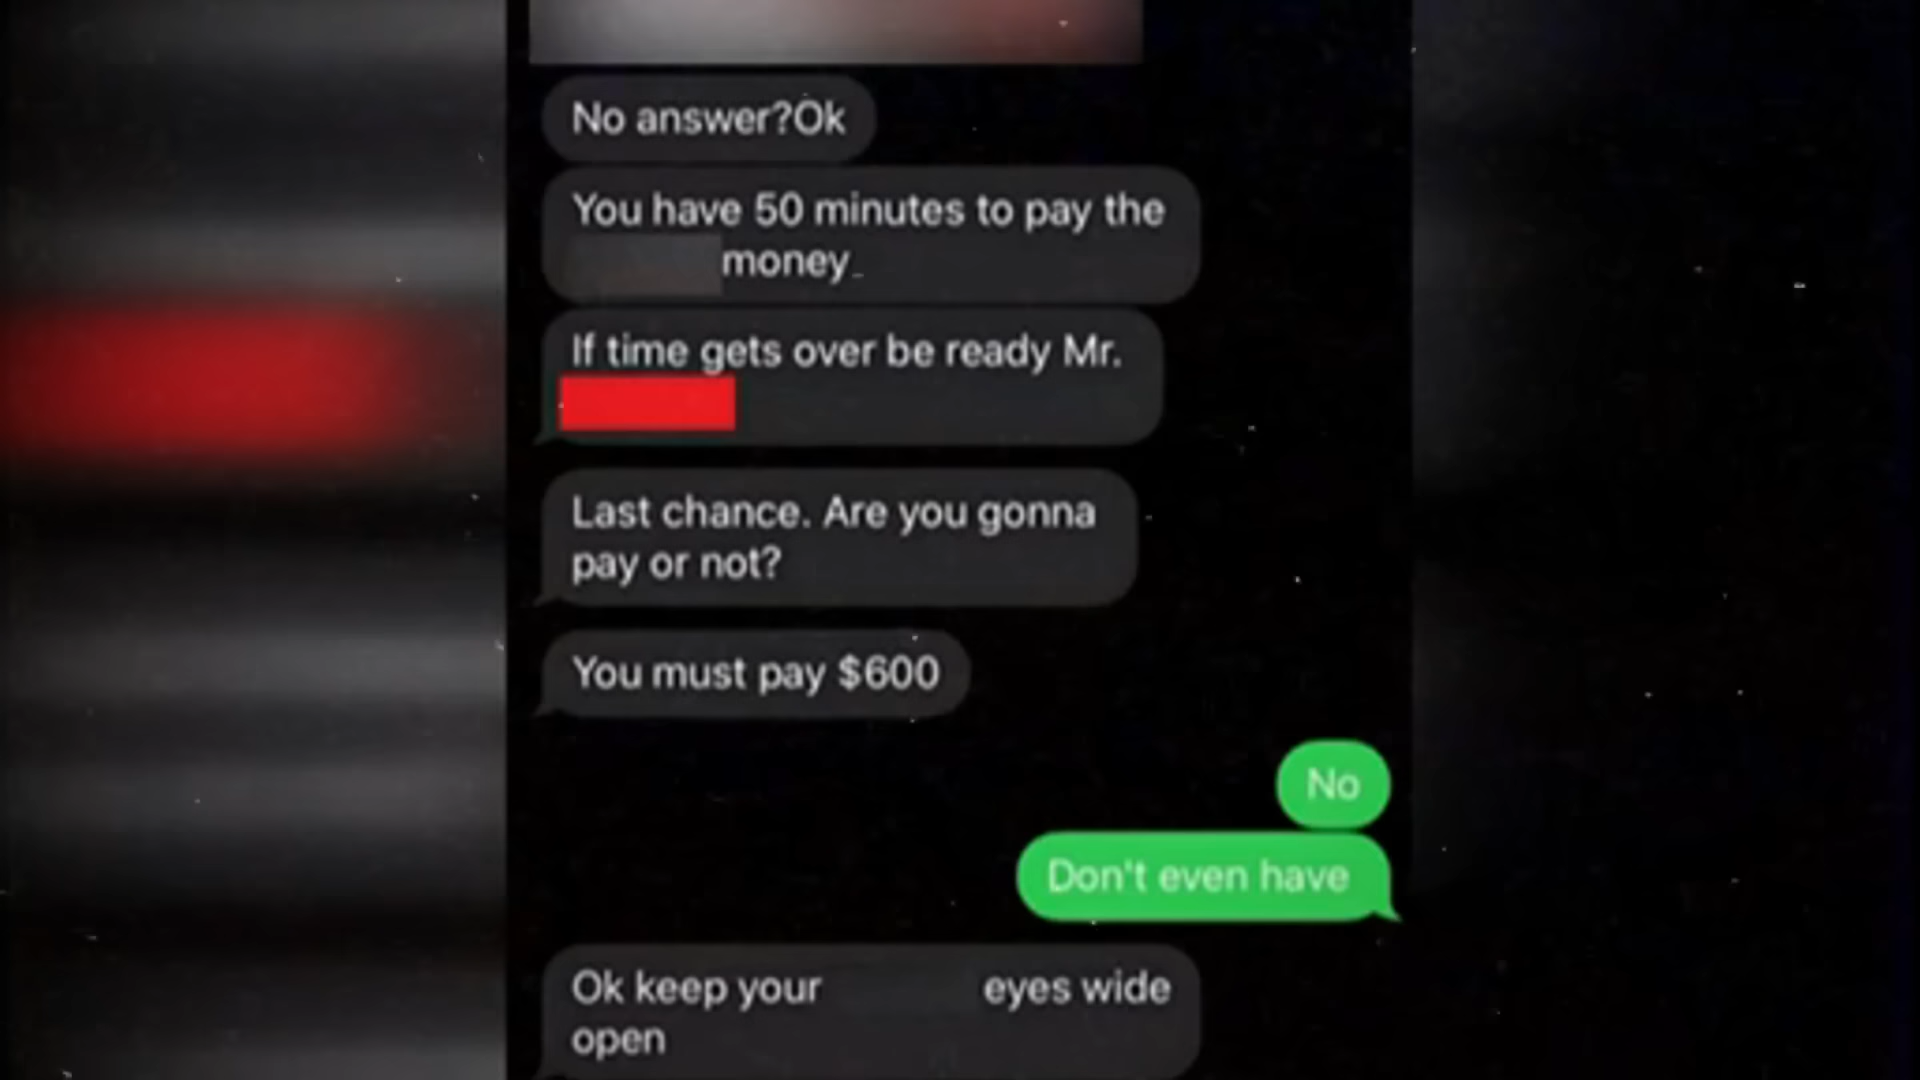 No answer?Ok
You have 50 minutes to pay the
money
If time gets over be ready Mr.
Last chance. Are you gonna
pay or not?
You must pay $600
No
Don't even have
Ok keep your eyes wide
open